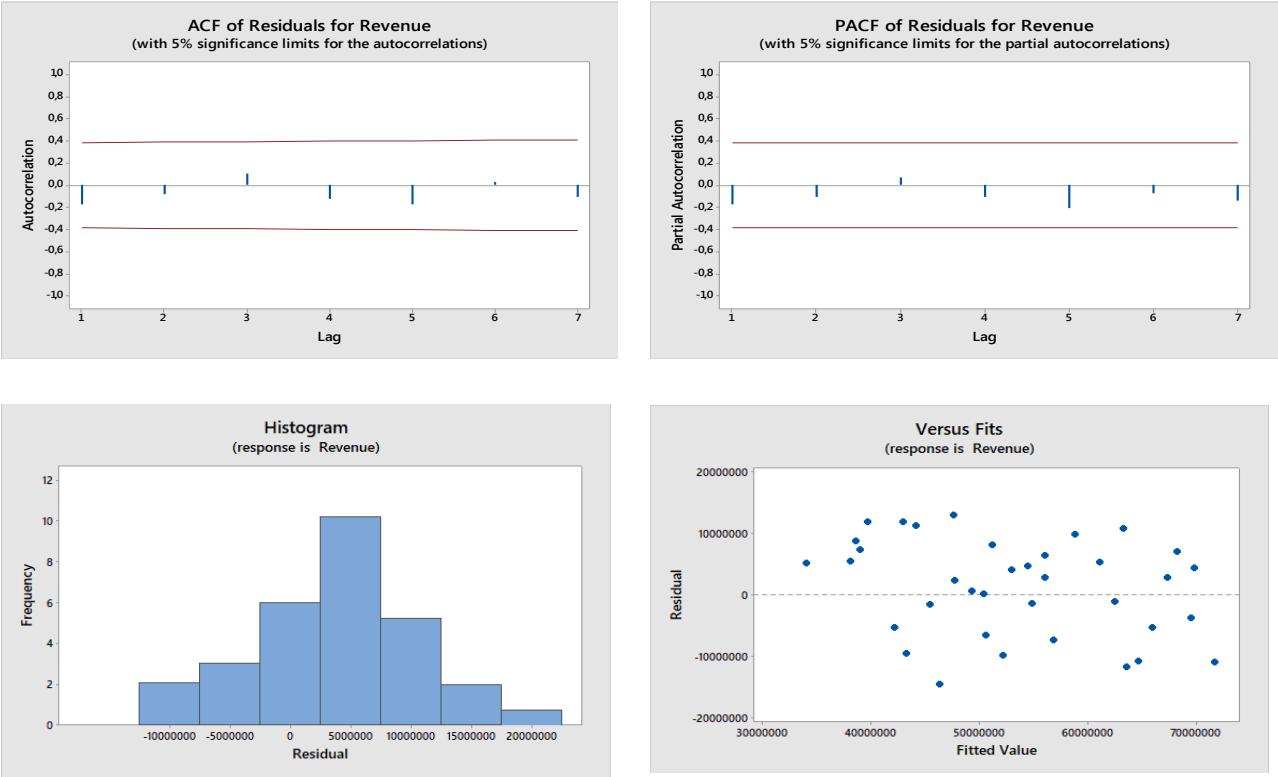 ACF of Residuals for Revenue
(with 5% significance limits for the autocorrelations)
Autocorrelation
1,0
0,8
0,6
0,4
0,2
0,0
-0,2
-0,4
-0,6
-0,8
-1,0
1 2 3 4 5 6 7
Lag
PACF of Residuals for Revenue
(with 5% significance limits for the partial autocorrelations)
Partial Autocorrelation
1,0
0,8
0,6
0,4
0,2
0,0
-0,2
-0,4
-0,6
-0,8
-1,0
1 2 3 4 5 6 7
Lag
Histogram
(response is Revenue)
Frequency
12
10
8
6
4
2
0
-10000000 -5000000 0 5000000 10000000 15000000 20000000
Residual
Versus Fits
(response is Revenue)
Residual
20000000
10000000
0
-10000000
-20000000
30000000 40000000 50000000 60000000 70000000
Fitted Value